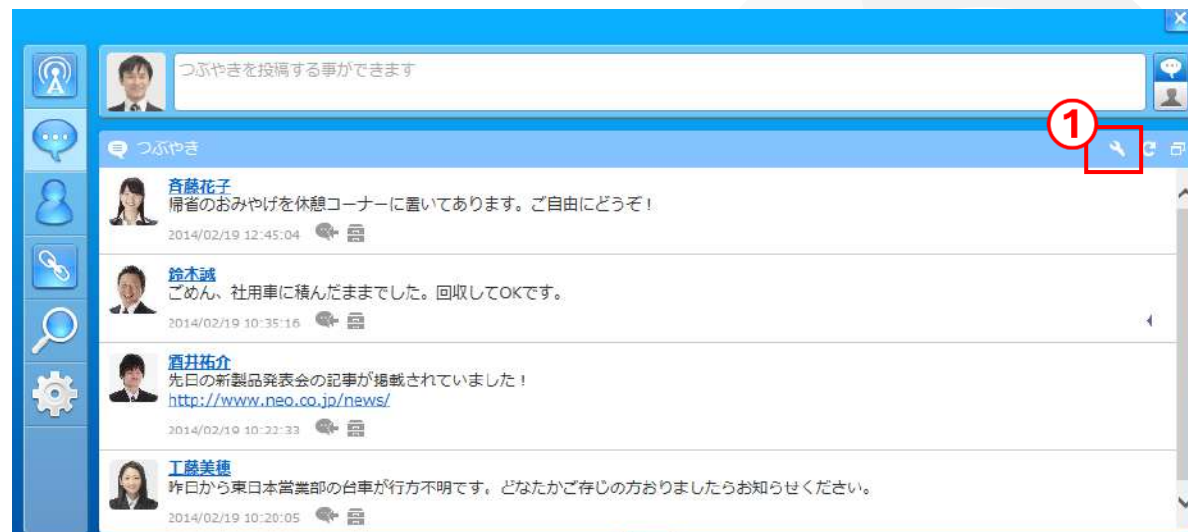 つぶやきを投稿する事ができます
1
つぶやき
斉藤花子
帰省のおみやげを休憩コーナーに置いてあります。ご自由にどうぞ！
2014/02/19 12:45:04
鈴木誠
ごめん、社用車に積んだままでした。回収してOKです。
2014/02/19 10:35:16
酒井祐介
先日の新製品発表会の記事が掲載されていました！
http://www.neo.co.jp/news/
2014/02/19 10:22:33
工藤美穂
昨日から東日本営業部の台車が行方不明です。どなたかご存じの方おりましたらお知らせください。
2014/02/19 10:20:05